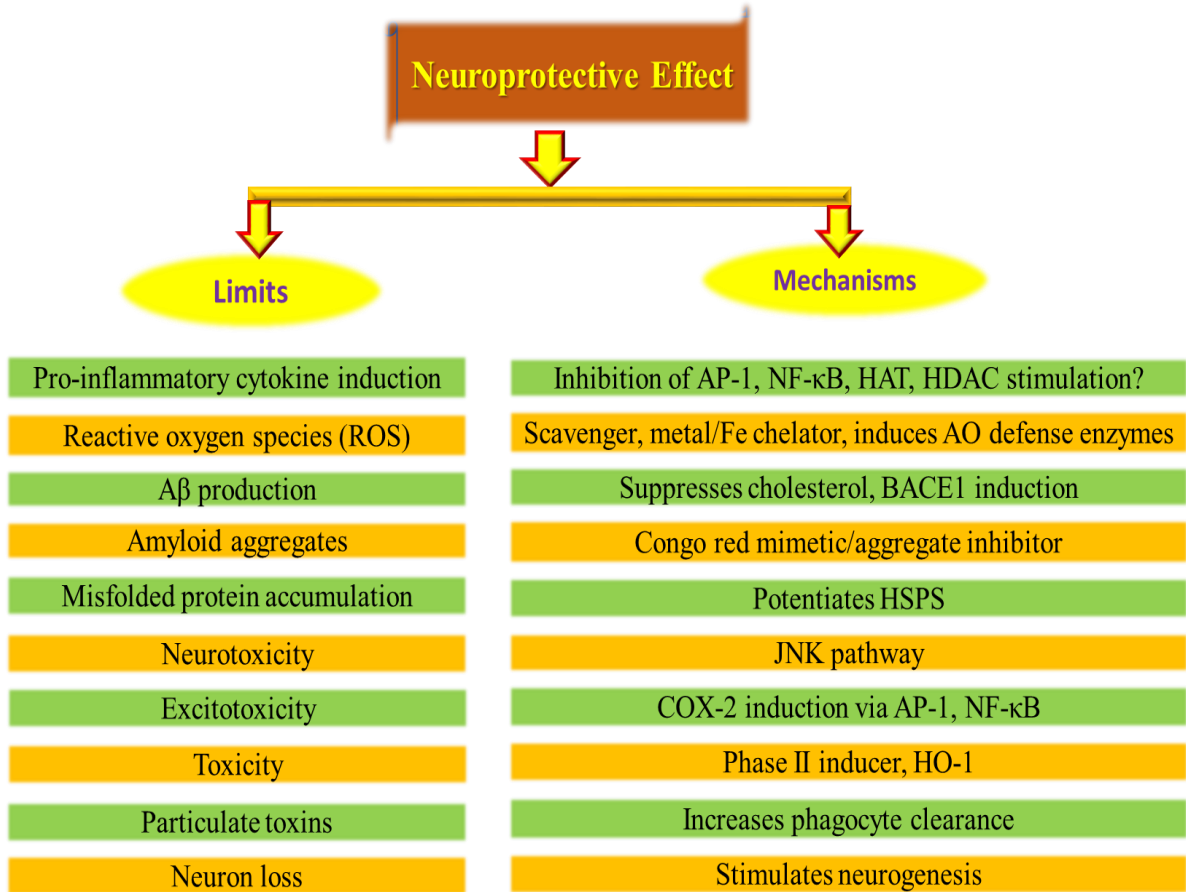 Neuroprotective Effect
Limits
Mechanisms
Pro-inflammatory cytokine induction
Inhibition of AP-1, NF-κB, HAT, HDAC stimulation?
Reactive oxygen species (ROS)
Scavenger, metal/Fe chelator, induces AO defense enzymes
Aβ production
Suppresses cholesterol, BACE1 induction
Amyloid aggregates
Congo red mimetic/aggregate inhibitor
Misfolded protein accumulation
Potentiates HSPS
Neurotoxicity
JNK pathway
Excitotoxicity
COX-2 induction via AP-1, NF-κB
Toxicity
Phase II inducer, HO-1
Particulate toxins
Increases phagocyte clearance
Neuron loss
Stimulates neurogenesis